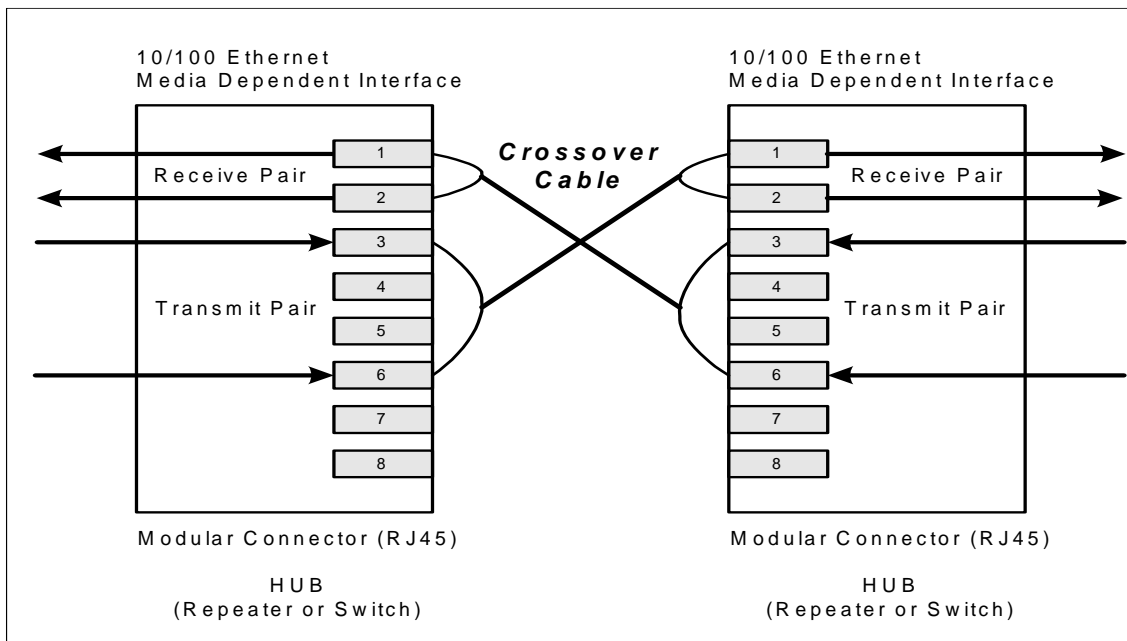 10/100 Ethernet
Media Dependent Interface
1
Receive Pair
2
3
4
Transmit Pair
5
6
7
8
Modular Connector (RJ45)
HUB
(Repeater or Switch)
Crossover
Cable
10/100 Ethernet
Media Dependent Interface
1
Receive Pair
2
3
4
Transmit Pair
5
6
7
8
Modular Connector (RJ45)
HUB
(Repeater or Switch)